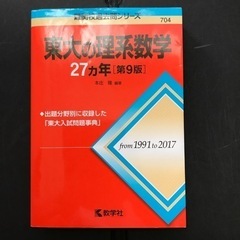 難関校過去問シリーズ
704
東大の理系数学
27カ年[第9版]
編著
◆出題分野別に収録した
「東大入試問題事典」
from 1991 to 2017
教学社